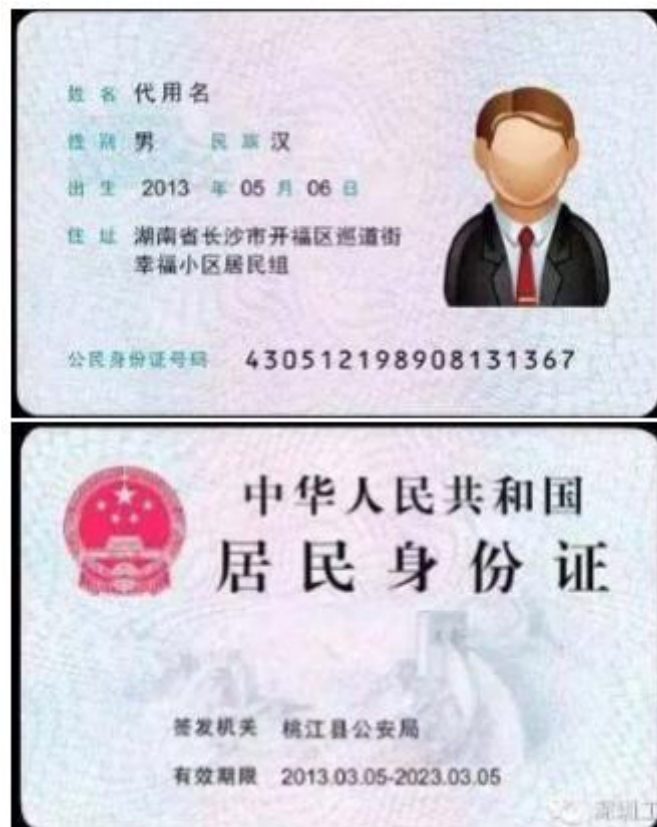 姓名 代用名
性别 男 民族 汉
出生 2013 年 05 月 06 日
住址 湖南省长沙市开福区巡道街
幸福小区居民组
公民身份证号码 430512198908131367
中华人民共和国
居民身份证
签发机关 桃江县公安局
有效期限 2013.03.05-2023.03.05
深圳工